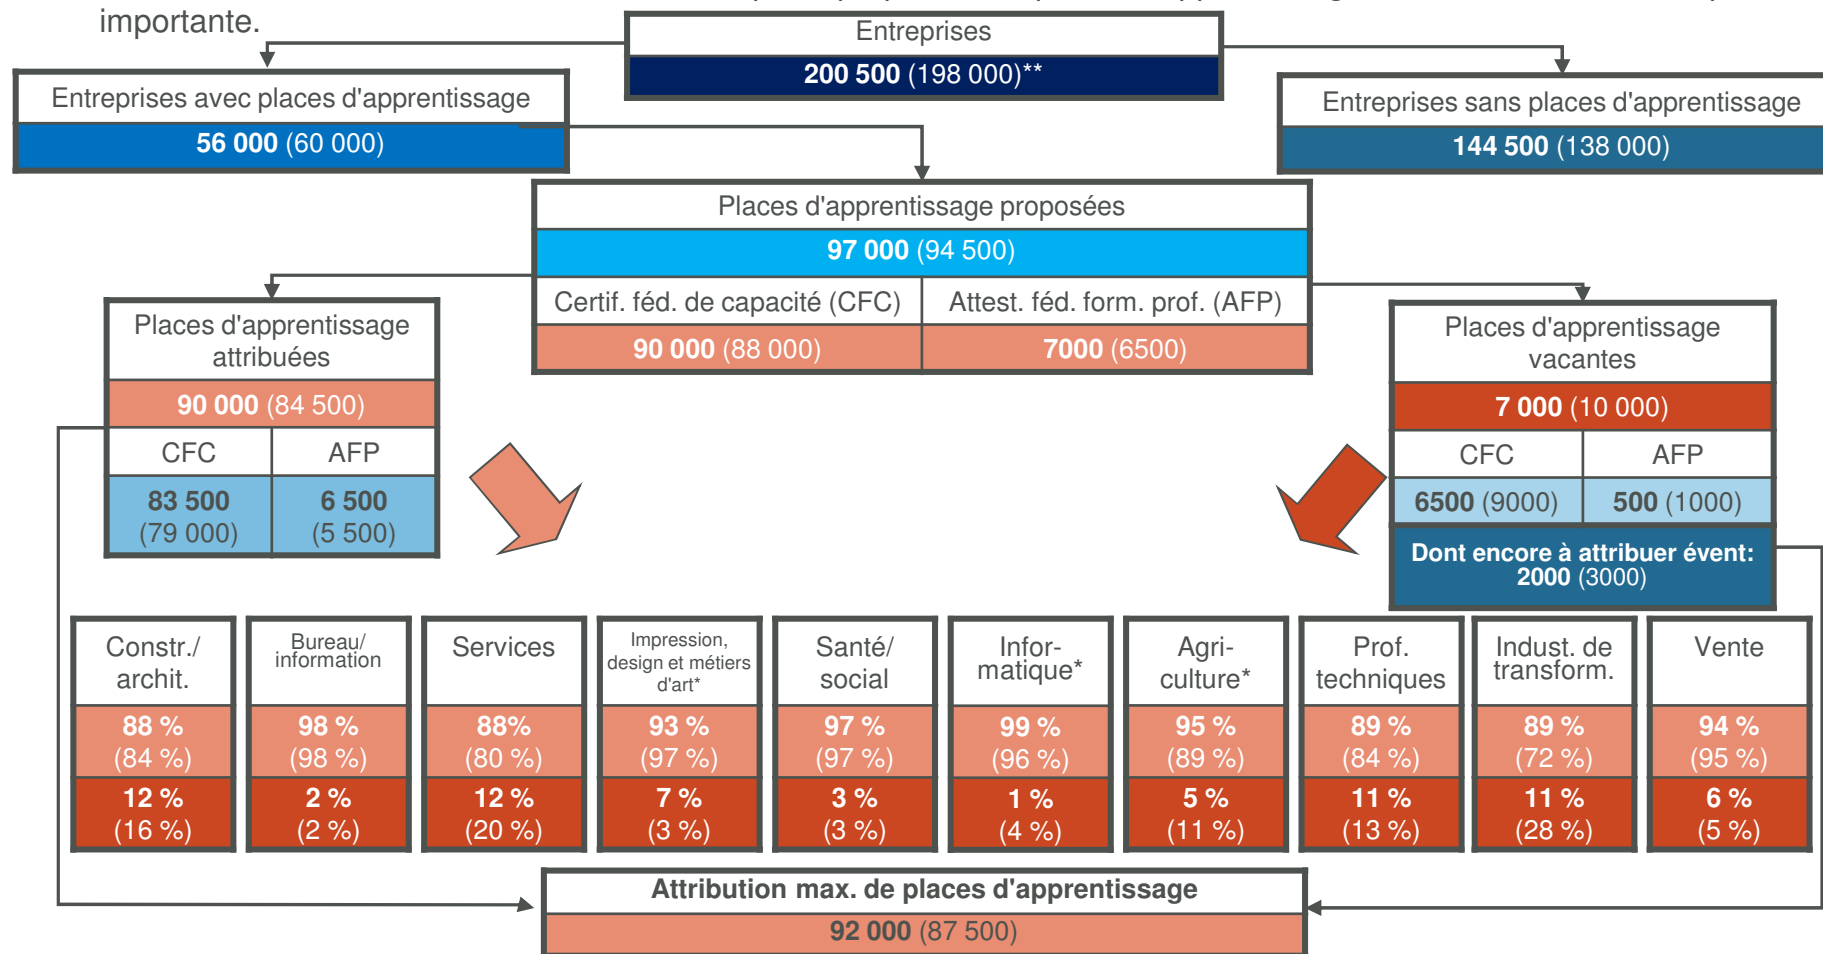 importante.
Entreprises
200 500 (198 000)**
Entreprises avec places d'apprentissage
56 000 (60 000)
Entreprises sans places d'apprentissage
144 500 (138 000)
Places d'apprentissage proposées
97 000 (94 500)
Certif. féd. de capacité (CFC)
Attest. féd. form. prof. (AFP)
90 000 (88 000)
7000 (6500)
Places d'apprentissage
attribuées
90 000 (84 500)
CFC
AFP
83 500
(79 000)
6 500
(5 500)
Places d'apprentissage
vacantes
7 000 (10 000)
CFC
AFP
6500 (9000)
500 (1000)
Dont encore à attribuer évent:
2000 (3000)
Constr./
archit.
88 %
(84 %)
12 %
(16 %)
Bureau/
information
98 %
(98 %)
2 %
(2 %)
Services
88%
(80 %)
12 %
(20 %)
Impression,
design et métiers
d'art*
93 %
(97 %)
7 %
(3 %)
Santé/
social
97 %
(97 %)
3 %
(3 %)
Infor-
matique*
99 %
(96 %)
1 %
(4 %)
Agri-
culture*
95 %
(89 %)
5 %
(11 %)
Prof.
techniques
89 %
(84 %)
11 %
(13 %)
Indust. de
transform.
89 %
(72 %)
11 %
(28 %)
Vente
94 %
(95 %)
6 %
(5 %)
Attribution max. de places d'apprentissage
92 000 (87 500)